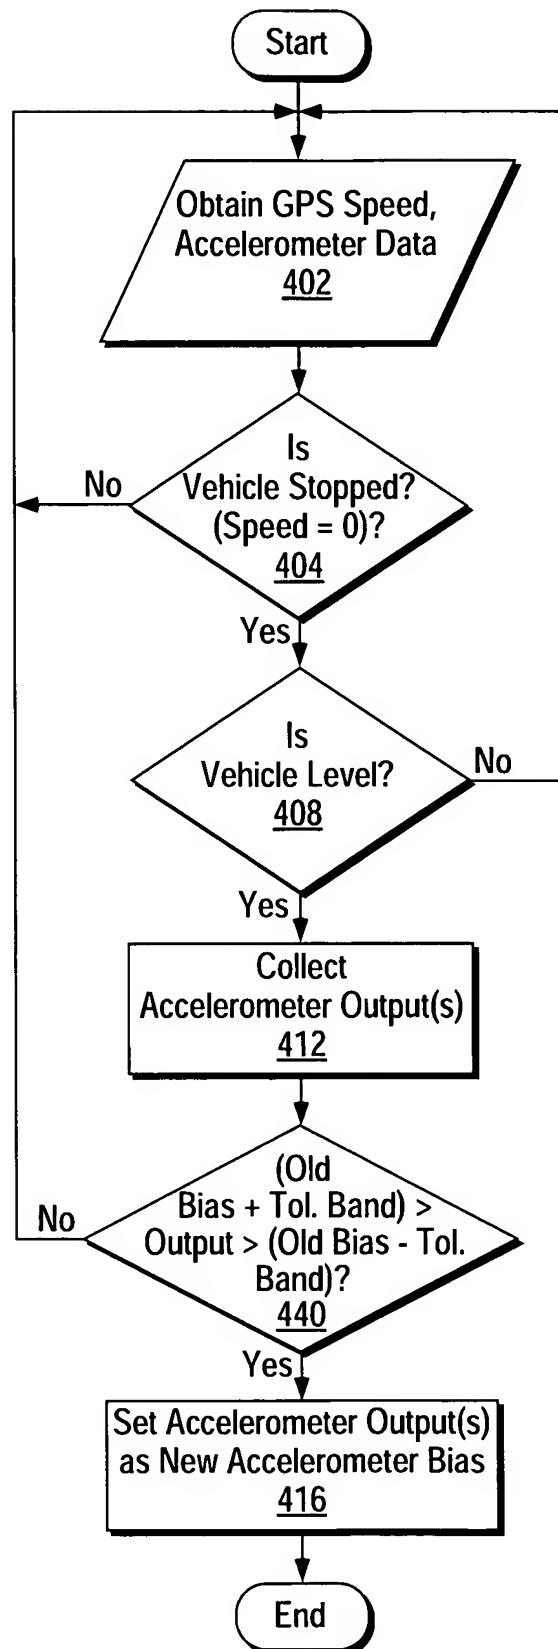 Start
Obtain GPS Speed,
Accelerometer Data
402
Is
Vehicle Stopped?
(Speed = 0)?
404
No
Yes
Is
Vehicle Level?
408
No
Yes
Collect
Accelerometer Output(s)
412
(Old
Bias + Tol. Band) >
Output > (Old Bias - Tol.
Band)?
440
No
Yes
Set Accelerometer Output(s)
as New Accelerometer Bias
416
End